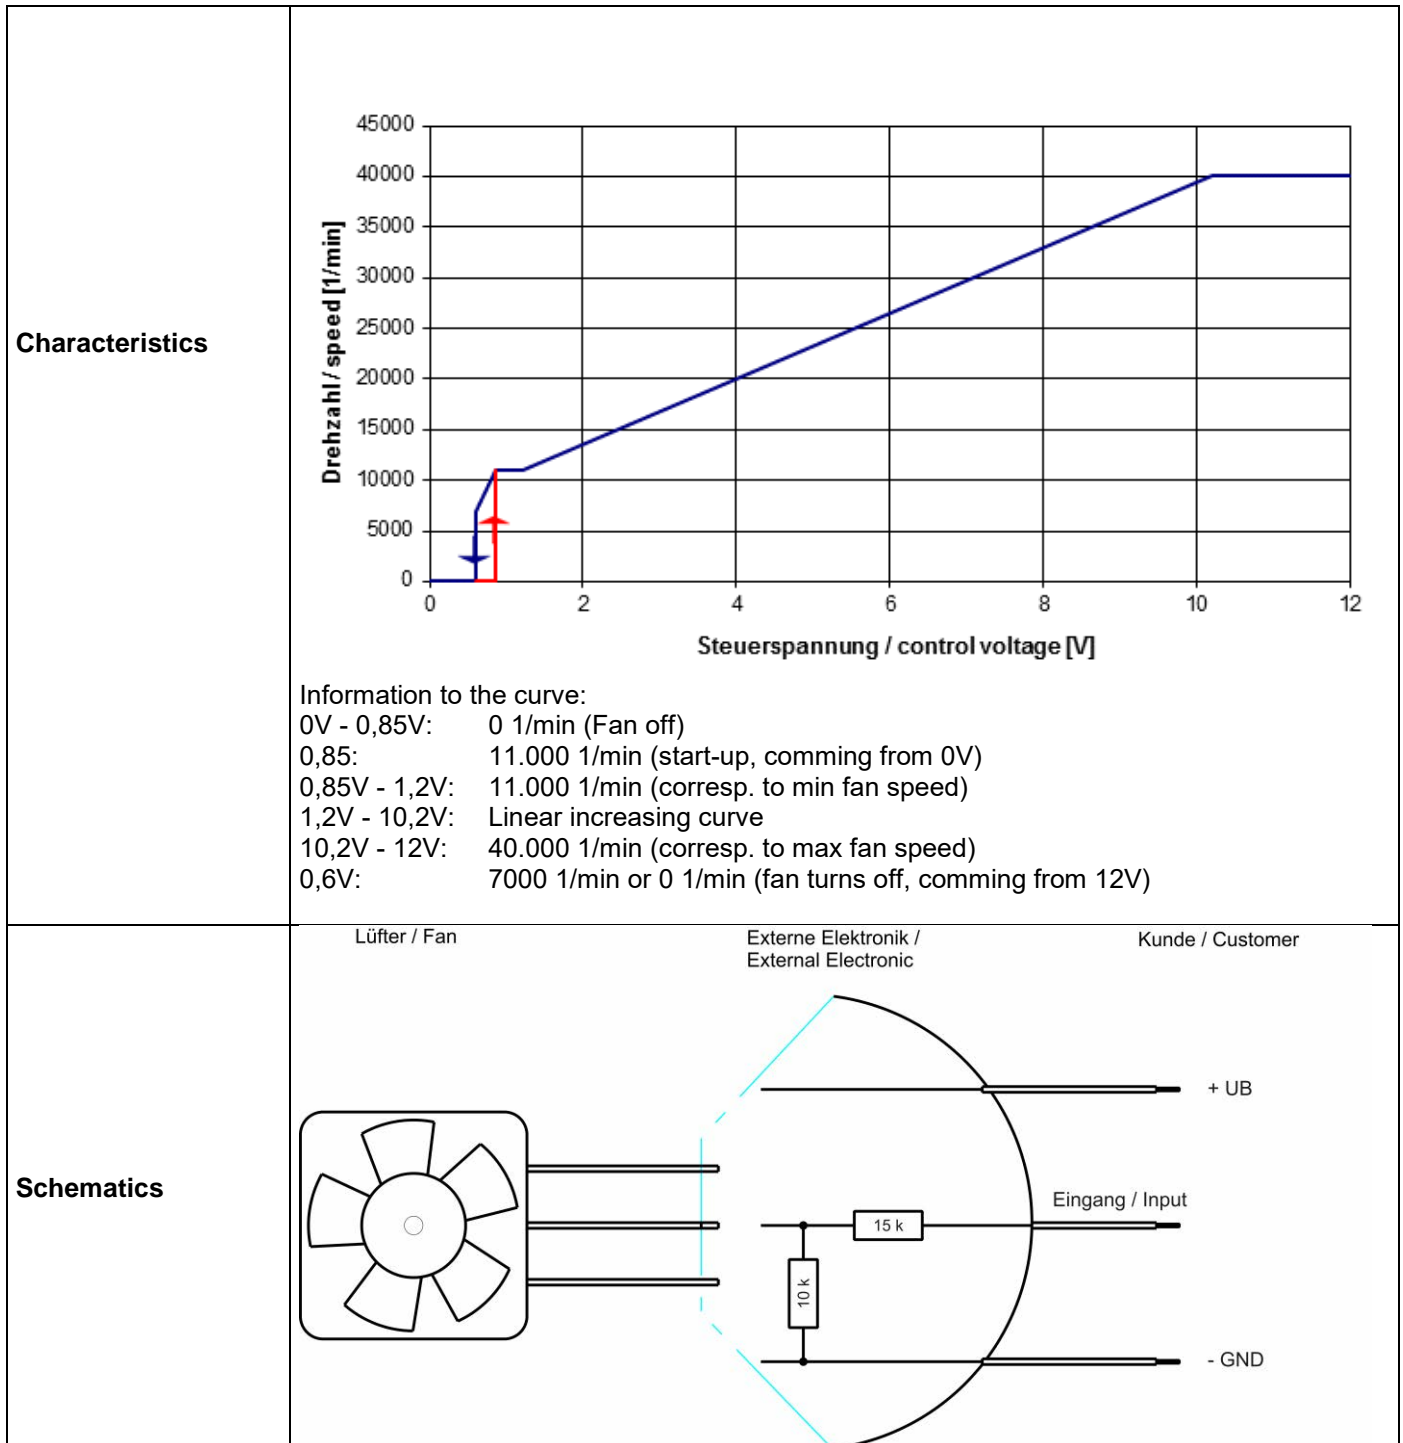 Characteristics
45000
40000
35000
30000
25000
20000
15000
10000
5000
0
Drehzahl / speed [1/min]
0 2 4 6 8 10 12
Steuerspannung / control voltage [V]
Information to the curve:
0V - 0,85V: 0 1/min (Fan off)
0,85: 11.000 1/min (start-up, comming from 0V)
0,85V - 1,2V: 11.000 1/min (corresp. to min fan speed)
1,2V - 10,2V: Linear increasing curve
10,2V - 12V: 40.000 1/min (corresp. to max fan speed)
0,6V: 7000 1/min or 0 1/min (fan turns off, comming from 12V)
Schematics
Lüfter / Fan
Externe Elektronik /
External Electronic
Kunde / Customer
+ UB
Eingang / Input
15 k
10 k
- GND